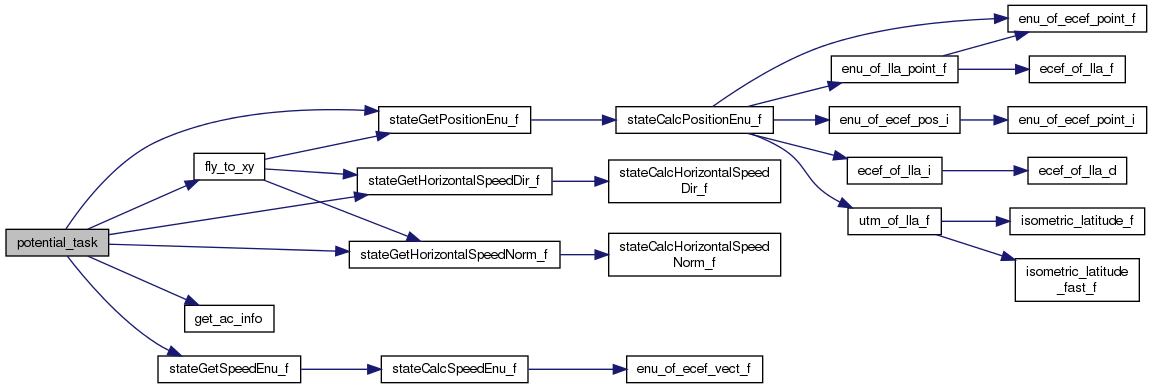 potential_task
fly_to_xy
get_ac_info
stateGetSpeedEnu_f
stateGetPositionEnu_f
stateGetHorizontalSpeedDir_f
stateGetHorizontalSpeedNorm_f
stateCalcSpeedEnu_f
stateCalcPositionEnu_f
stateCalcHorizontalSpeed
Dir_f
stateCalcHorizontalSpeed
Norm_f
enu_of_ecef_vect_f
enu_of_lla_point_f
enu_of_ecef_pos_i
ecef_of_lla_i
utm_of_lla_f
enu_of_ecef_point_f
ecef_of_lla_f
enu_of_ecef_point_i
ecef_of_lla_d
isometric_latitude_f
isometric_latitude
_fast_f